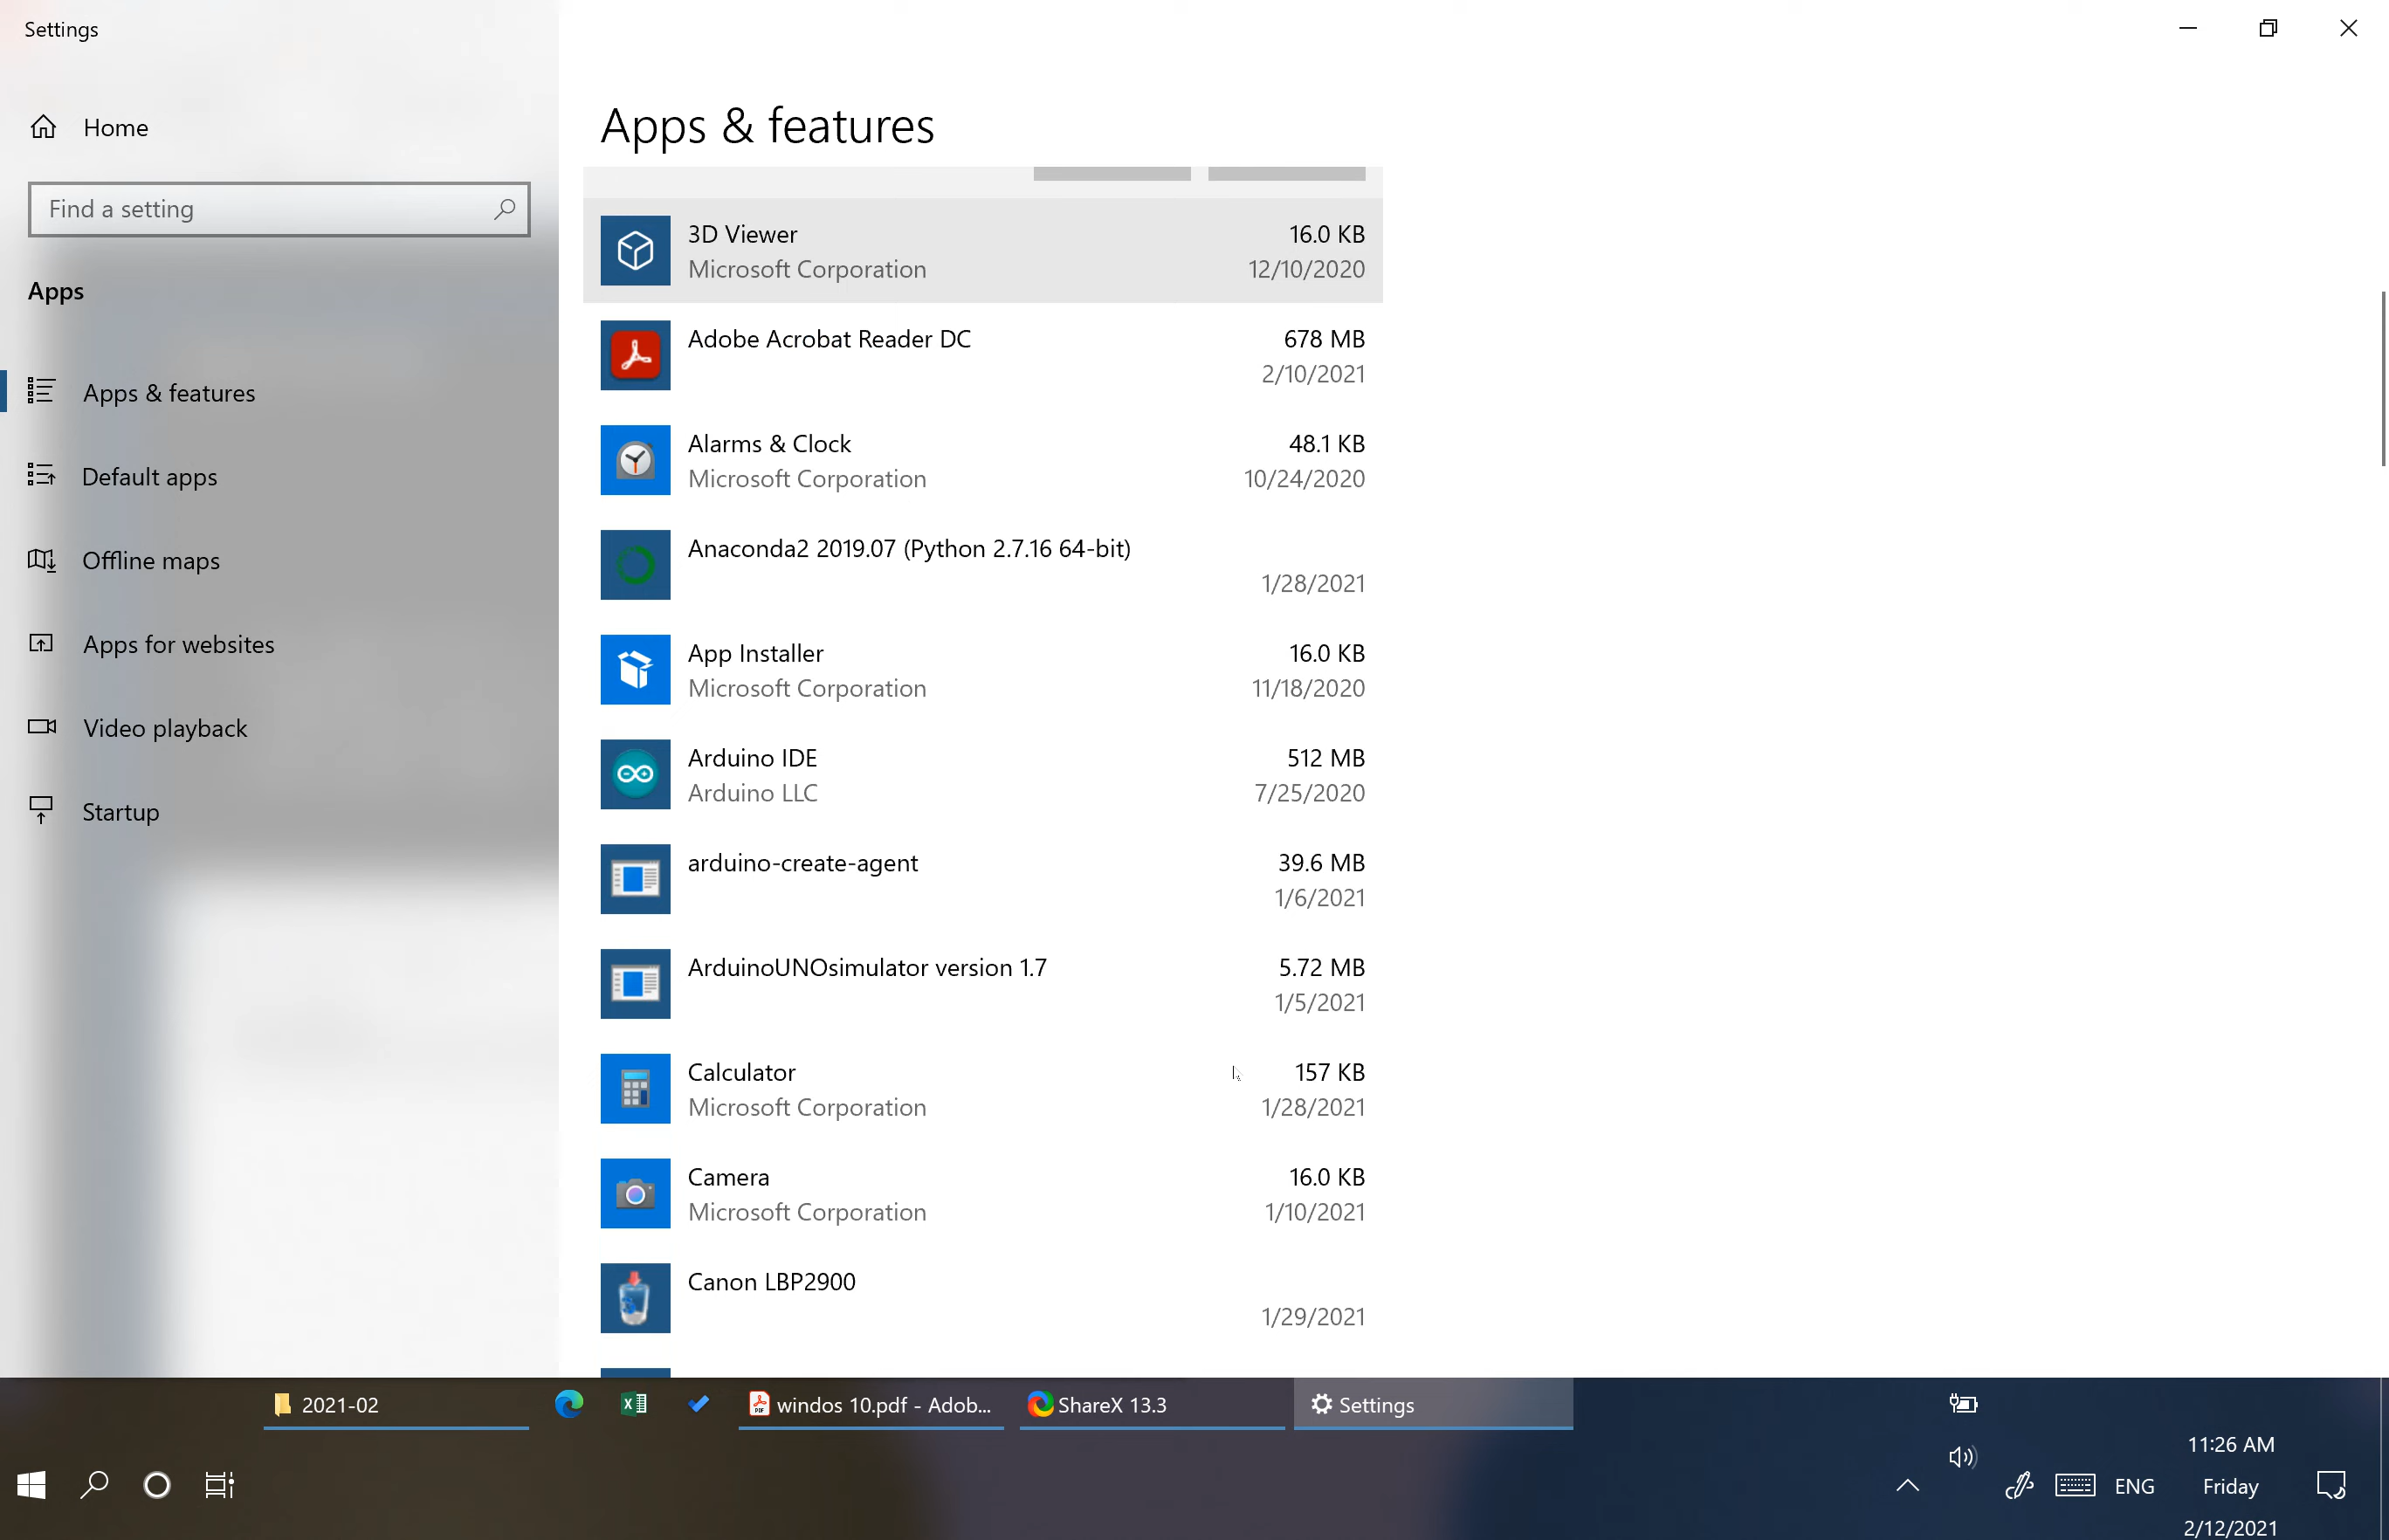 Settings
Home
Find a setting
Apps
Apps & features
Default apps
Offline maps
Apps for websites
Video playback
Startup
Apps & features
3D Viewer 16.0 KB
Microsoft Corporation 12/10/2020
Adobe Acrobat Reader DC 678 MB
2/10/2021
Alarms & Clock 48.1 KB
Microsoft Corporation 10/24/2020
Anaconda2 2019.07 (Python 2.7.16 64-bit)
1/28/2021
App Installer 16.0 KB
Microsoft Corporation 11/18/2020
Arduino IDE 512 MB
Arduino LLC 7/25/2020
arduino-create-agent 39.6 MB
1/6/2021
ArduinoUNOsimulator version 1.7 5.72 MB
1/5/2021
Calculator 157 KB
Microsoft Corporation 1/28/2021
Camera 16.0 KB
Microsoft Corporation 1/10/2021
Canon LBP2900
1/29/2021
2021-02 windos 10.pdf - Adob... ShareX 13.3 Settings
11:26 AM
ENG Friday
2/12/2021